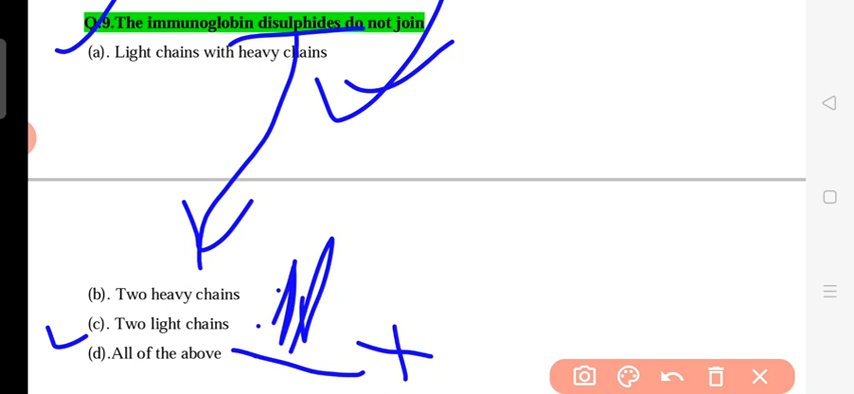 Q.9.The immunoglobin disulphides do not join
(a). Light chains with heavy chains
(b). Two heavy chains
(c). Two light chains
(d).All of the above